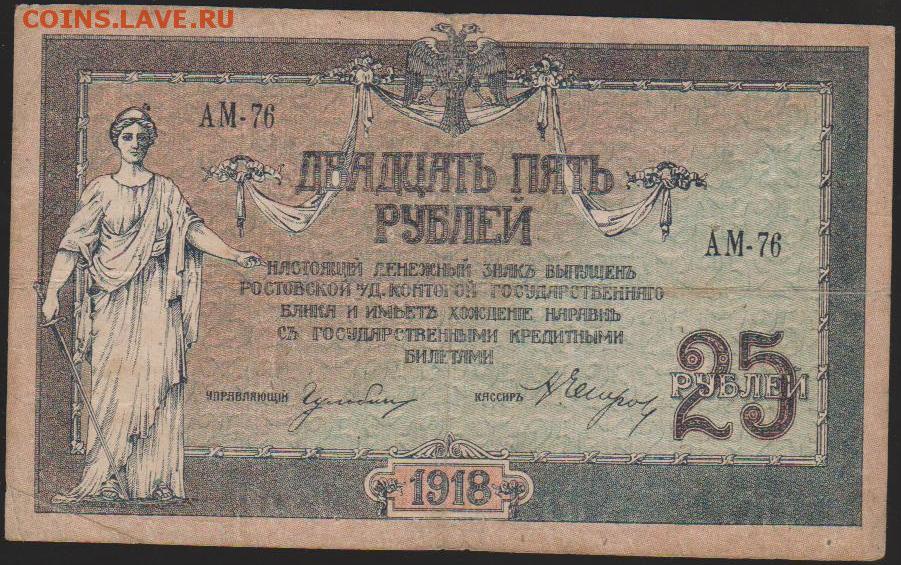 COINS.LAVE.RU
АМ-76
ДВАДЦАТЬ ПЯТЬ
РУБЛЕЙ
АМ-76
НАСТОЯЩІЙ ДЕНЕЖНЫЙ ЗНАКЪ ВЫПУЩЕНЪ
РОСТОВСКОЙ н/Д. КОНТОРОЙ ГОСУДАРСТВЕННАГО
БАНКА И ИМѢЕТЪ ХОЖДЕНІЕ НАРАВНѢ
СЪ ГОСУДАРСТВЕННЫМИ КРЕДИТНЫМИ
БИЛЕТАМИ
25
РУБЛЕЙ
УПРАВЛЯЮЩІЙ
КАССИРЪ
1918